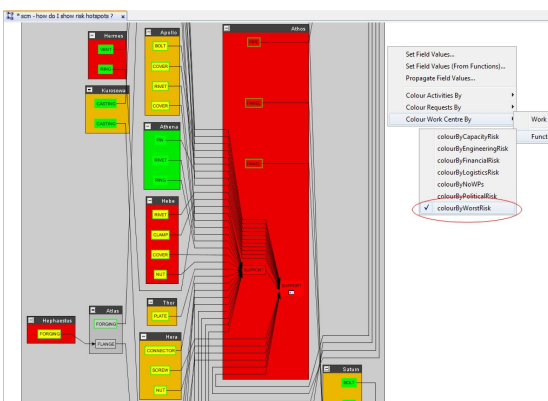 * scm - how do I show risk hotspots ?
Hermes
RING
Kurosawa
CASTING
CASTING
Apollo
BOLT
COVER
RIVET
COVER
Athena
PIN
RIVET
RING
Hebe
RIVET
CLAMP
COVER
NUT
Thor
PLATE
Hera
CONNECTOR
SCREW
NUT
Hephaestus
FORGING
Atlas
FORGING
FLANGE
Athos
SUPPORT
SUPPORT
Saturn
BOLT
Set Field Values...
Set Field Values (From Functions)...
Propagate Field Values...
Colour Activities By
Colour Requests By
Colour Work Centre By
Work
Funct
colourByCapacityRisk
colourByEngineeringRisk
colourByFinancialRisk
colourByLogisticsRisk
colourByNoWPs
colourByPoliticalRisk
colourByWorstRisk